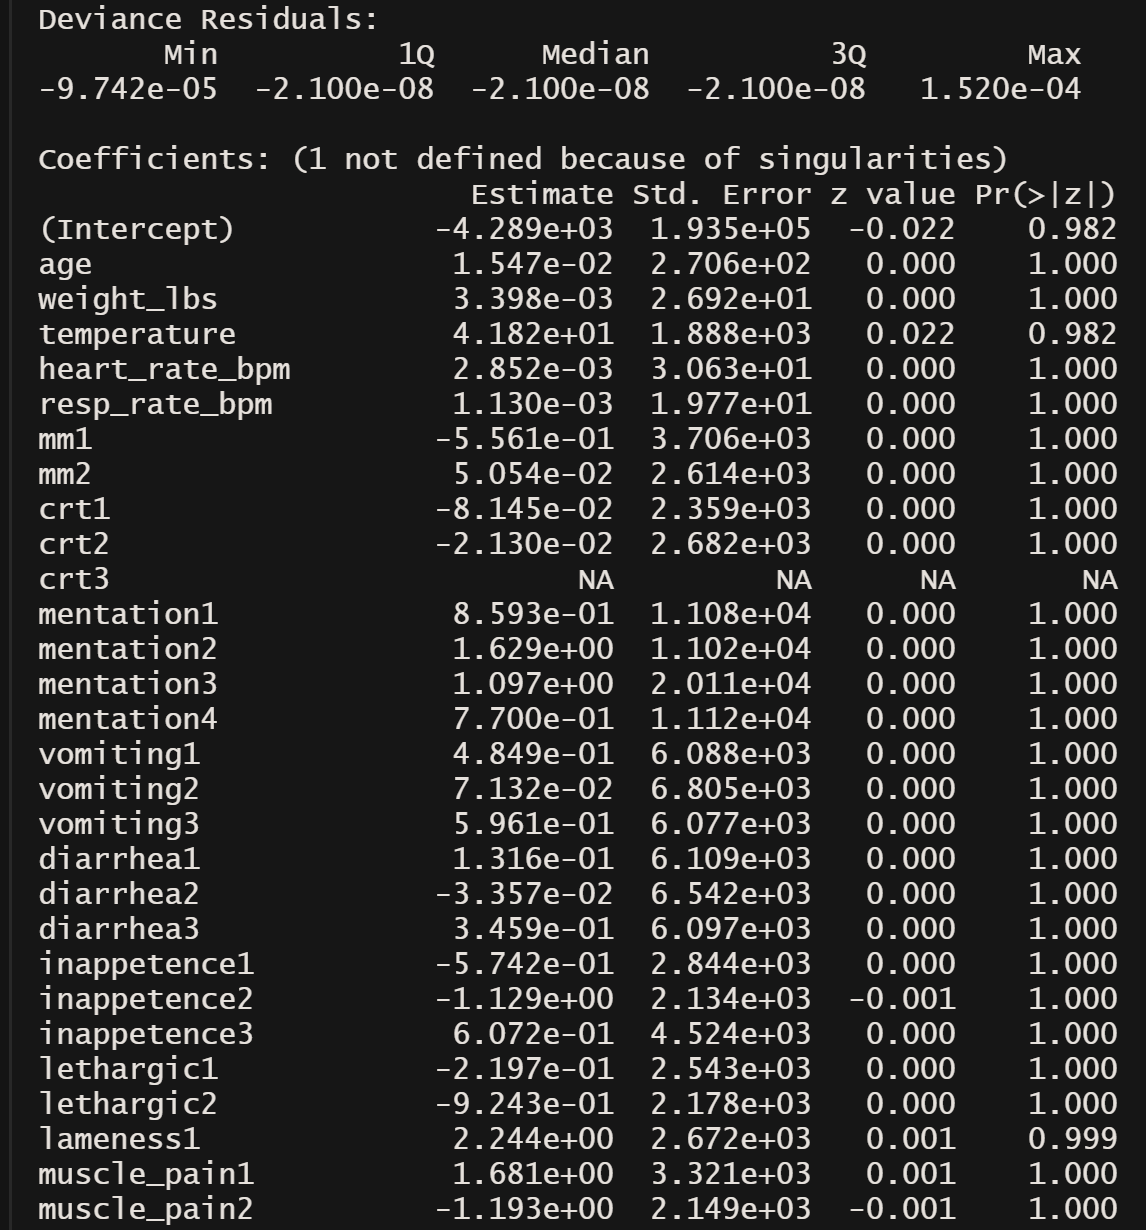 Deviance Residuals:
Min 1Q Median 3Q Max
-9.742e-05 -2.100e-08 -2.100e-08 -2.100e-08 1.520e-04
Coefficients: (1 not defined because of singularities)
Estimate Std. Error z value Pr(>|z|)
(Intercept) -4.289e+03 1.935e+05 -0.022 0.982
age 1.547e-02 2.706e+02 0.000 1.000
weight_lbs 3.398e-03 2.692e+01 0.000 1.000
temperature 4.182e+01 1.888e+03 0.022 0.982
heart_rate_bpm 2.852e-03 3.063e+01 0.000 1.000
resp_rate_bpm 1.130e-03 1.977e+01 0.000 1.000
mm1 -5.561e-01 3.706e+03 0.000 1.000
mm2 5.054e-02 2.614e+03 0.000 1.000
crt1 -8.145e-02 2.359e+03 0.000 1.000
crt2 -2.130e-02 2.682e+03 0.000 1.000
crt3 NA NA NA NA
mentation1 8.593e-01 1.108e+04 0.000 1.000
mentation2 1.629e+00 1.102e+04 0.000 1.000
mentation3 1.097e+00 2.011e+04 0.000 1.000
mentation4 7.700e-01 1.112e+04 0.000 1.000
vomiting1 4.849e-01 6.088e+03 0.000 1.000
vomiting2 7.132e-02 6.805e+03 0.000 1.000
vomiting3 5.961e-01 6.077e+03 0.000 1.000
diarrhea1 1.316e-01 6.109e+03 0.000 1.000
diarrhea2 -3.357e-02 6.542e+03 0.000 1.000
diarrhea3 3.459e-01 6.097e+03 0.000 1.000
inappetence1 -5.742e-01 2.844e+03 0.000 1.000
inappetence2 -1.129e+00 2.134e+03 -0.001 1.000
inappetence3 6.072e-01 4.524e+03 0.000 1.000
lethargic1 -2.197e-01 2.543e+03 0.000 1.000
lethargic2 -9.243e-01 2.178e+03 0.000 1.000
lameness1 2.244e+00 2.672e+03 0.001 0.999
muscle_pain1 1.681e+00 3.321e+03 0.001 1.000
muscle_pain2 -1.193e+00 2.149e+03 -0.001 1.000